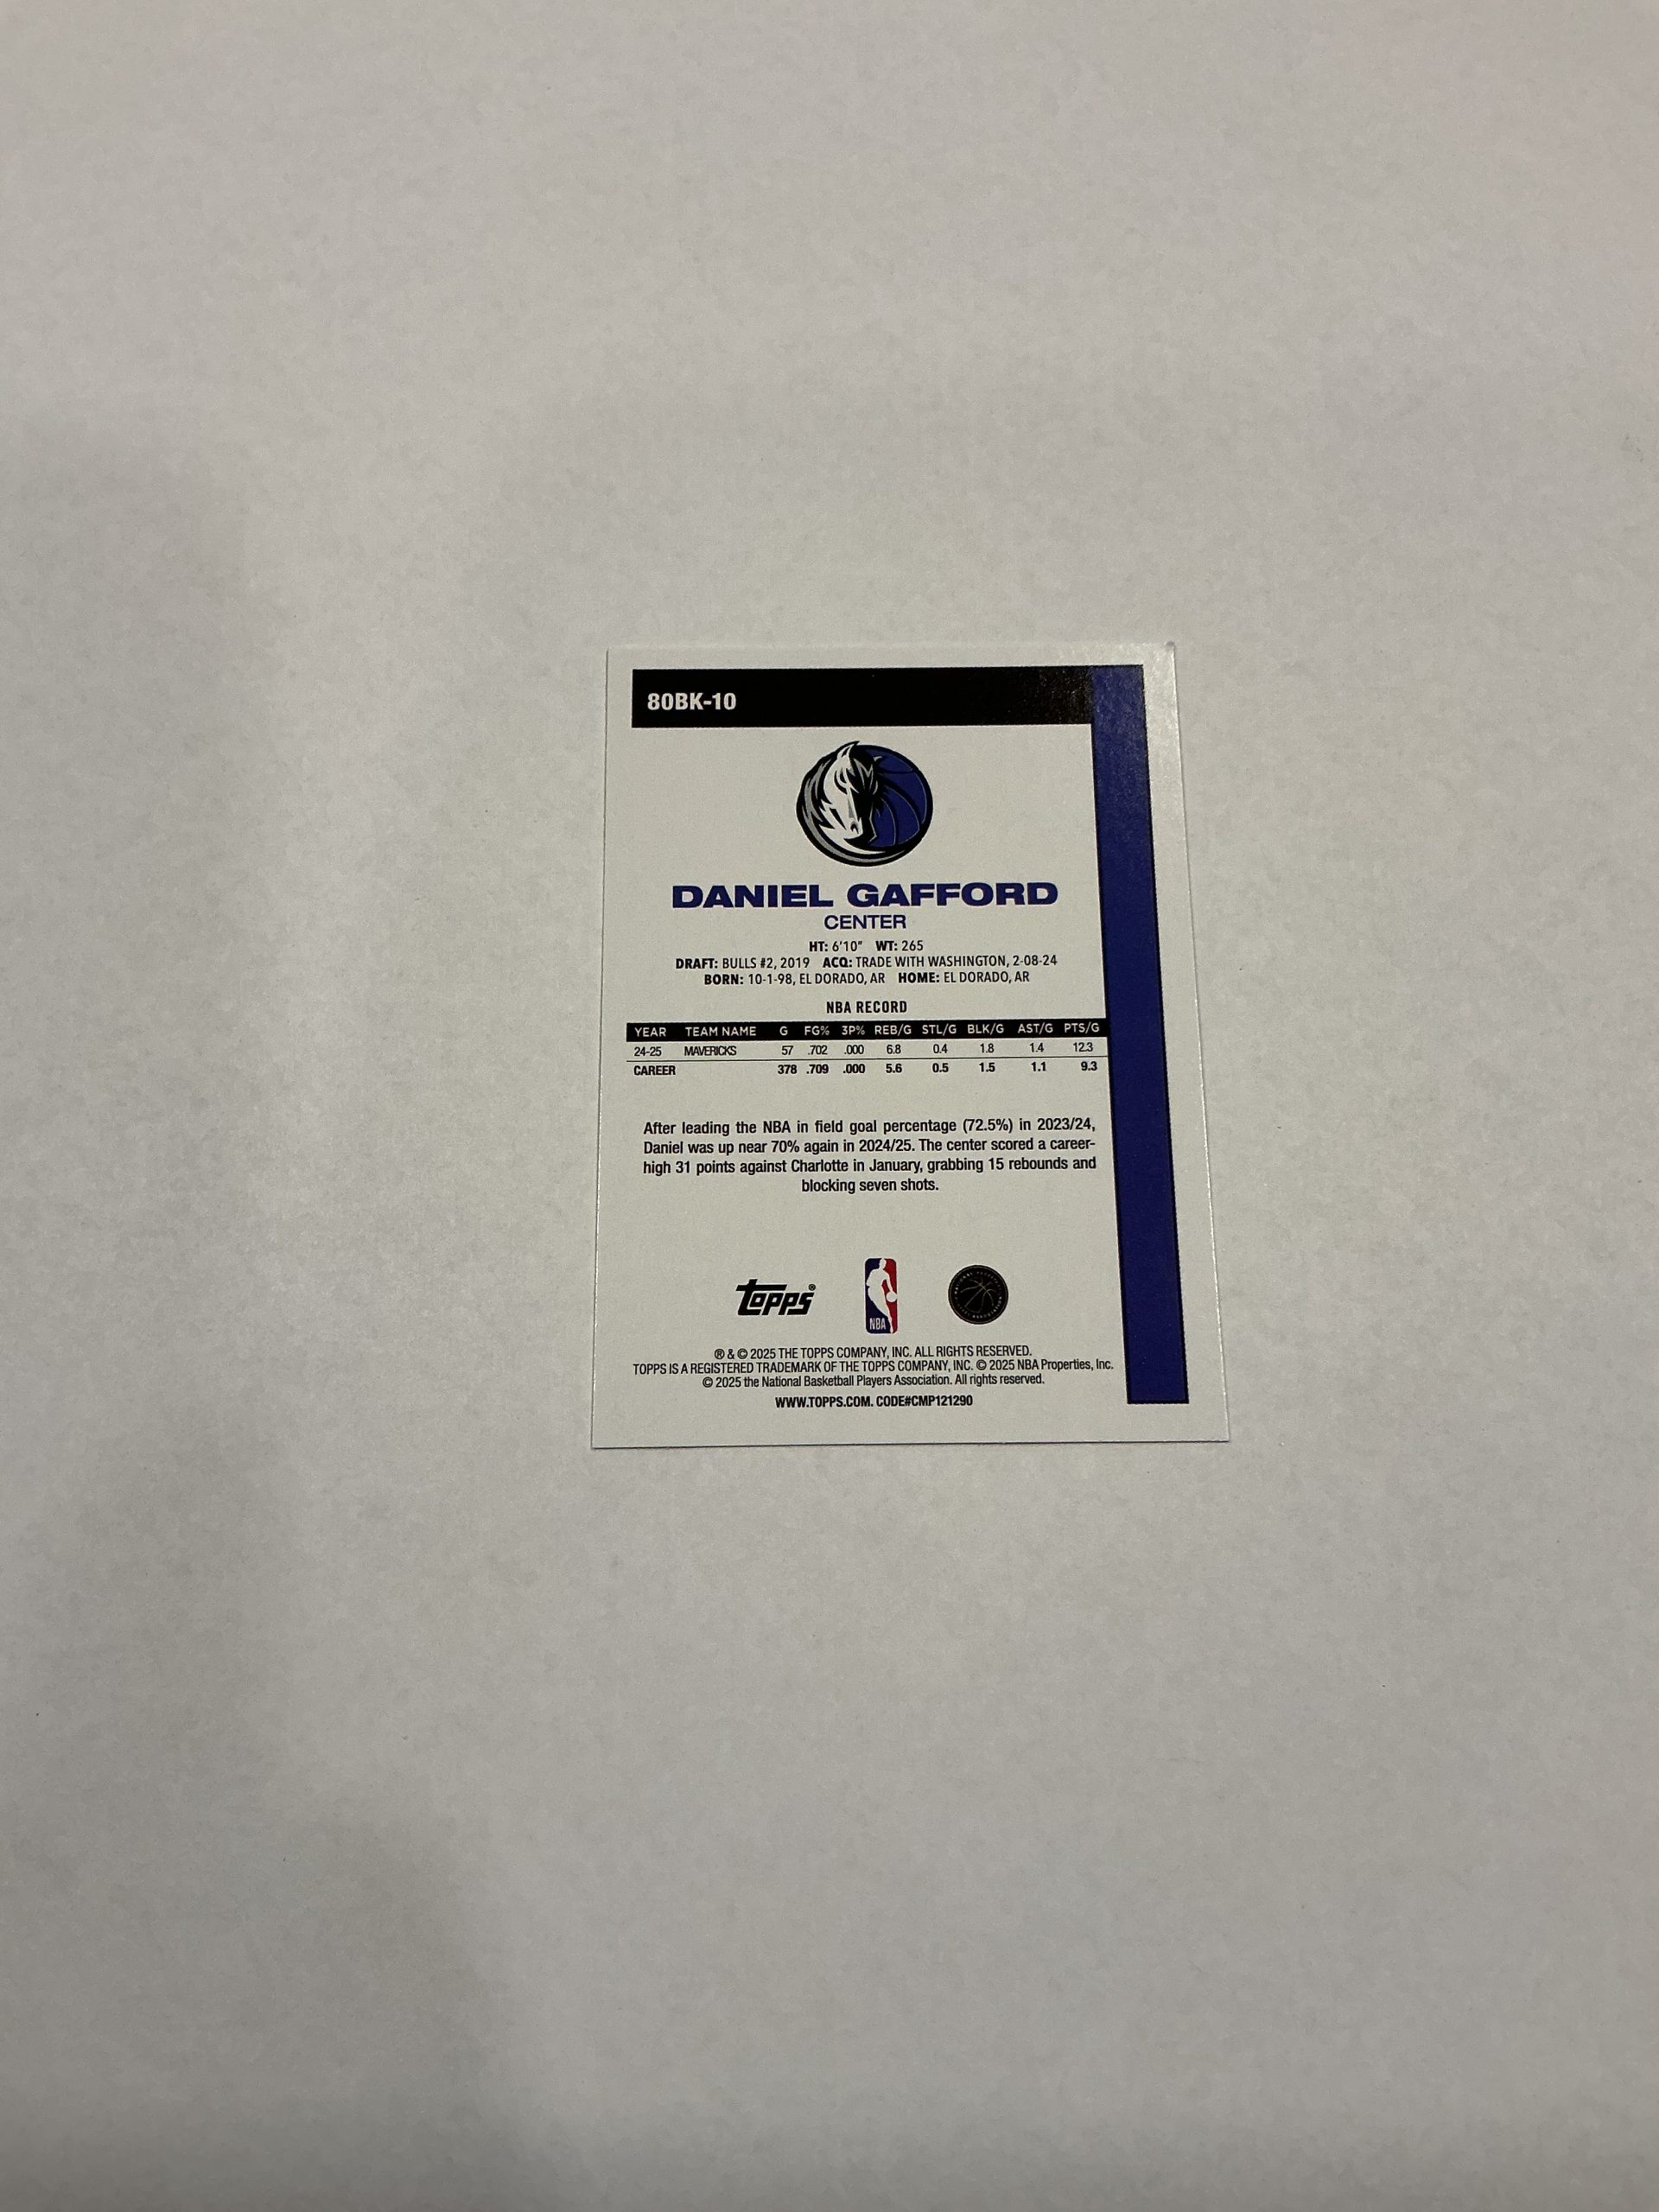 80BK-10
DANIEL GAFFORD
CENTER
HT: 6'10" WT: 265
DRAFT: BULLS #2, 2019 ACQ: TRADE WITH WASHINGTON, 2-08-24
BORN: 10-1-98, EL DORADO, AR HOME: EL DORADO, AR
NBA RECORD
YEAR TEAM NAME G FG% 3P% REB/G STL/G BLK/G AST/G PTS/G
24-25 MAVERICKS 57 .702 .000 6.8 0.4 1.8 1.4 12.3
CAREER 378 .709 .000 5.6 0.5 1.5 1.1 9.3
After leading the NBA in field goal percentage (72.5%) in 2023/24,
Daniel was up near 70% again in 2024/25. The center scored a career-
high 31 points against Charlotte in January, grabbing 15 rebounds and
blocking seven shots.
topps®
NBA
® & © 2025 THE TOPPS COMPANY, INC. ALL RIGHTS RESERVED.
TOPPS IS A REGISTERED TRADEMARK OF THE TOPPS COMPANY, INC. © 2025 NBA Properties, Inc.
© 2025 the National Basketball Players Association. All rights reserved.
WWW.TOPPS.COM. CODE#CMP121290